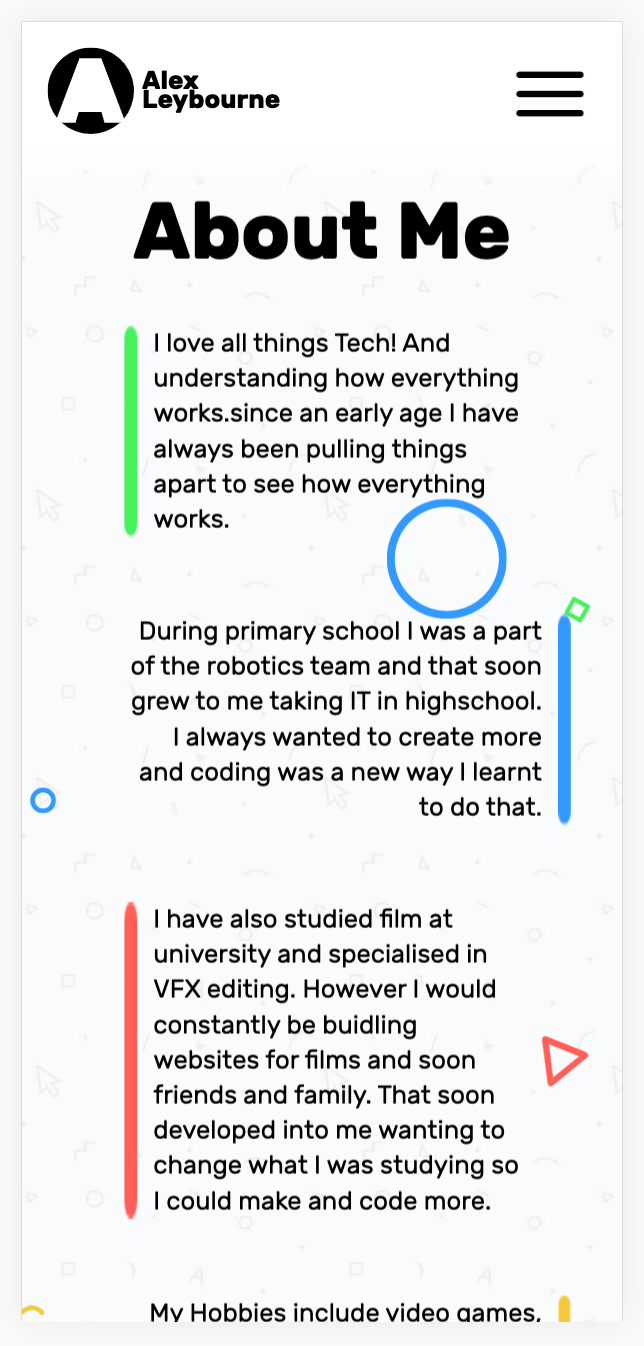 Alex
Leybourne
About Me
I love all things Tech! And
understanding how everything
works.since an early age I have
always been pulling things
apart to see how everything
works.
During primary school I was a part
of the robotics team and that soon
grew to me taking IT in highschool.
I always wanted to create more
and coding was a new way I learnt
to do that.
I have also studied film at
university and specialised in
VFX editing. However I would
constantly be buidling
websites for films and soon
friends and family. That soon
developed into me wanting to
change what I was studying so
I could make and code more.
My Hobbies include video games,